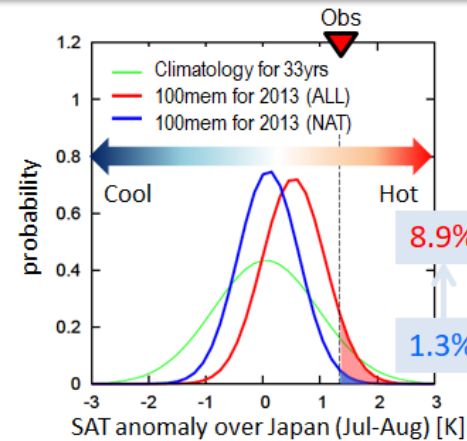 Obs
1.2
Climatology for 33yrs
1
100mem for 2013 (ALL)
100mem for 2013 (NAT)
0.8
Cool
Hot
probability
0.6
8.9%
0.4
0.2
1.3%
0
-3 -2 -1 0 1 2 3
SAT anomaly over Japan (Jul-Aug) [K]